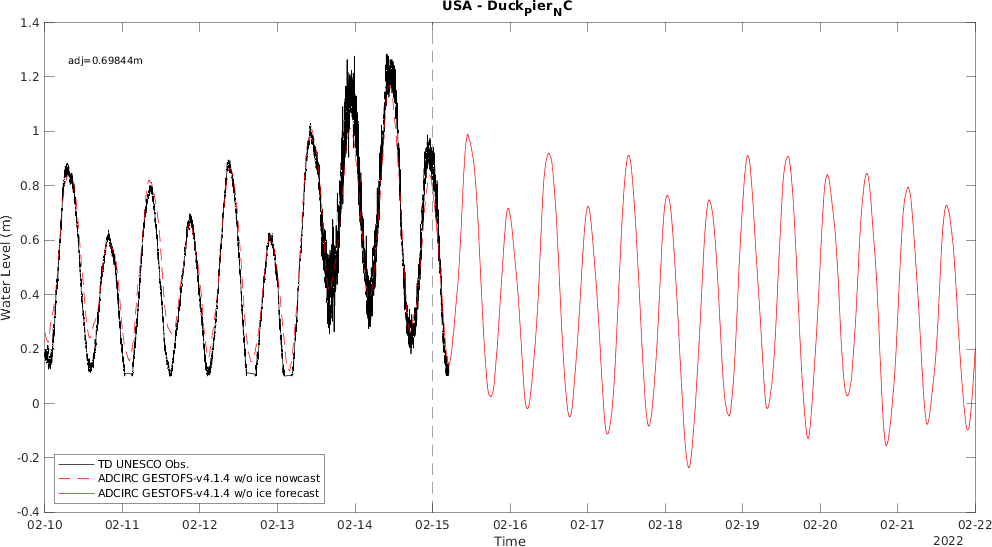 USA - Duck_Pier_NC
adj=0.69844m
Water Level (m)
1.4
1.2
1
0.8
0.6
0.4
0.2
0
-0.2
-0.4
TD UNESCO Obs.
ADCIRC GESTOFS-v4.1.4 w/o ice nowcast
ADCIRC GESTOFS-v4.1.4 w/o ice forecast
02-10 02-11 02-12 02-13 02-14 02-15 02-16 02-17 02-18 02-19 02-20 02-21 02-22
Time
2022